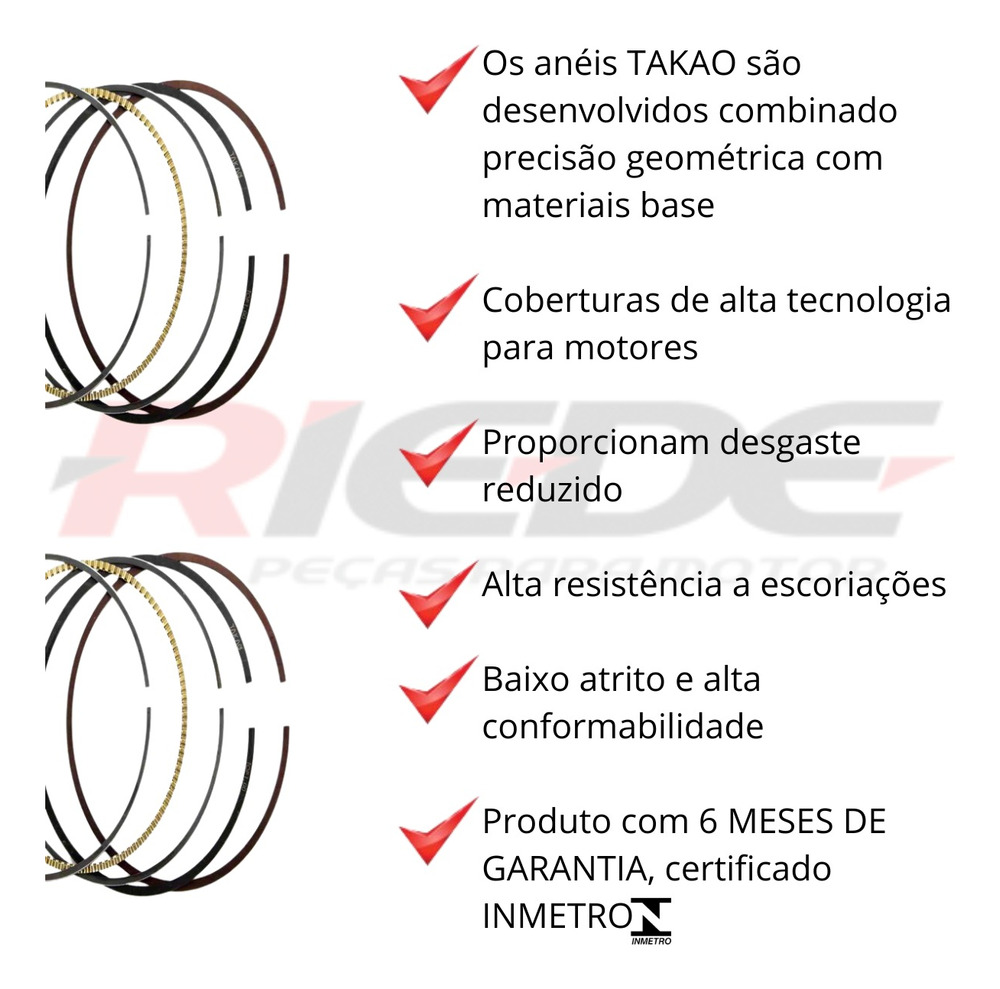 Os anéis TAKAO são
desenvolvidos combinado
precisão geométrica com
materiais base
Coberturas de alta tecnologia
para motores
RIEDE
Proporcionam desgaste
reduzido
PEÇAS PARA MOTOR
Alta resistência a escoriações
Baixo atrito e alta
conformabilidade
Produto com 6 MESES DE
GARANTIA, certificado
INMETRO
INMETRO